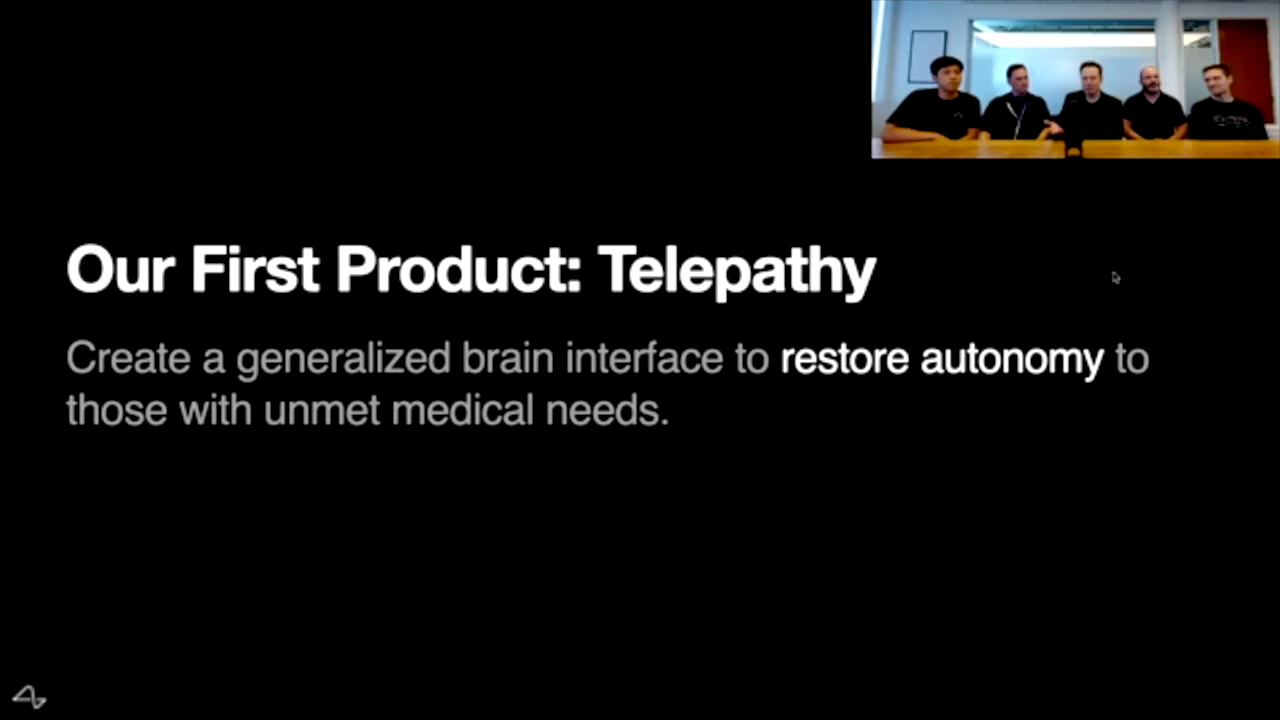 Our First Product: Telepathy
Create a generalized brain interface to restore autonomy to
those with unmet medical needs.